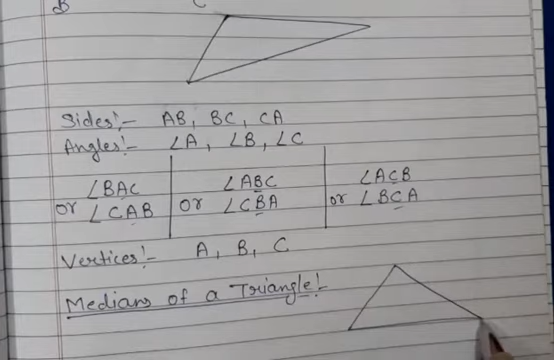 B C
Sides:- AB, BC, CA
Angles:- ∠A, ∠B, ∠C
∠BAC ∠ABC ∠ACB
or ∠CAB or ∠CBA or ∠BCA
Vertices:- A, B, C
Medians of a Triangle:-